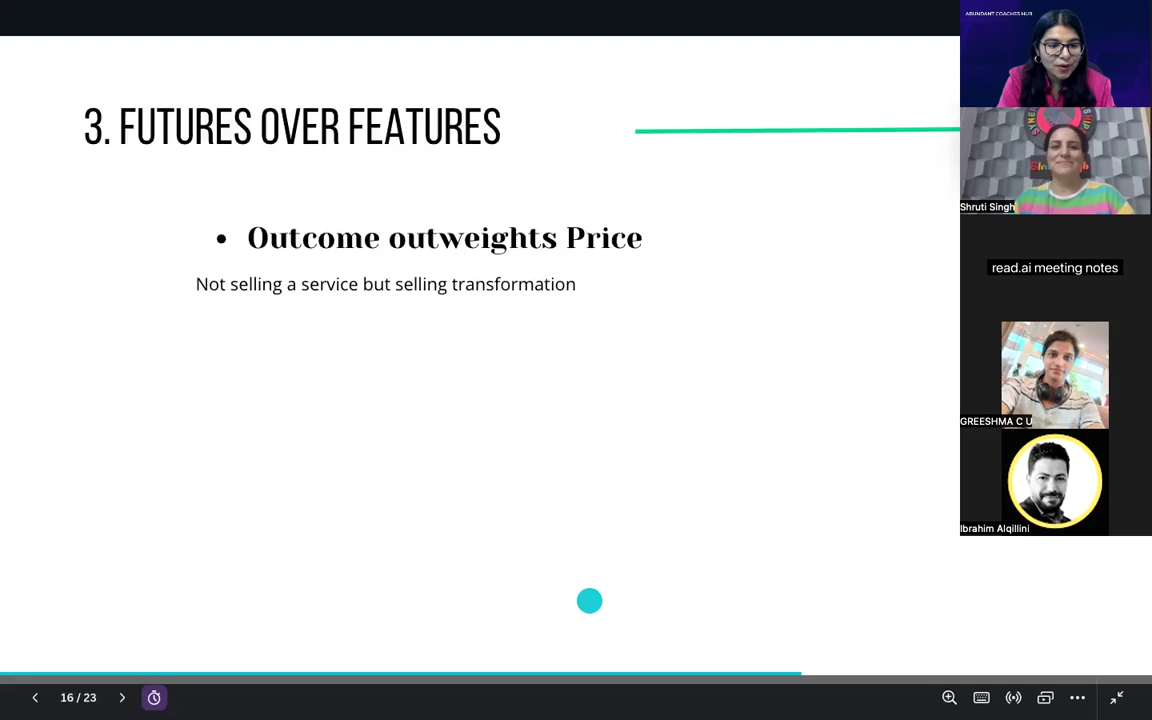 ABUNDANT COACHES HUB
3. FUTURES OVER FEATURES
• Outcome outweights Price
Not selling a service but selling transformation
Shruti Singh
read.ai meeting notes
GREESHMA C U
Ibrahim Alqillini
16 / 23